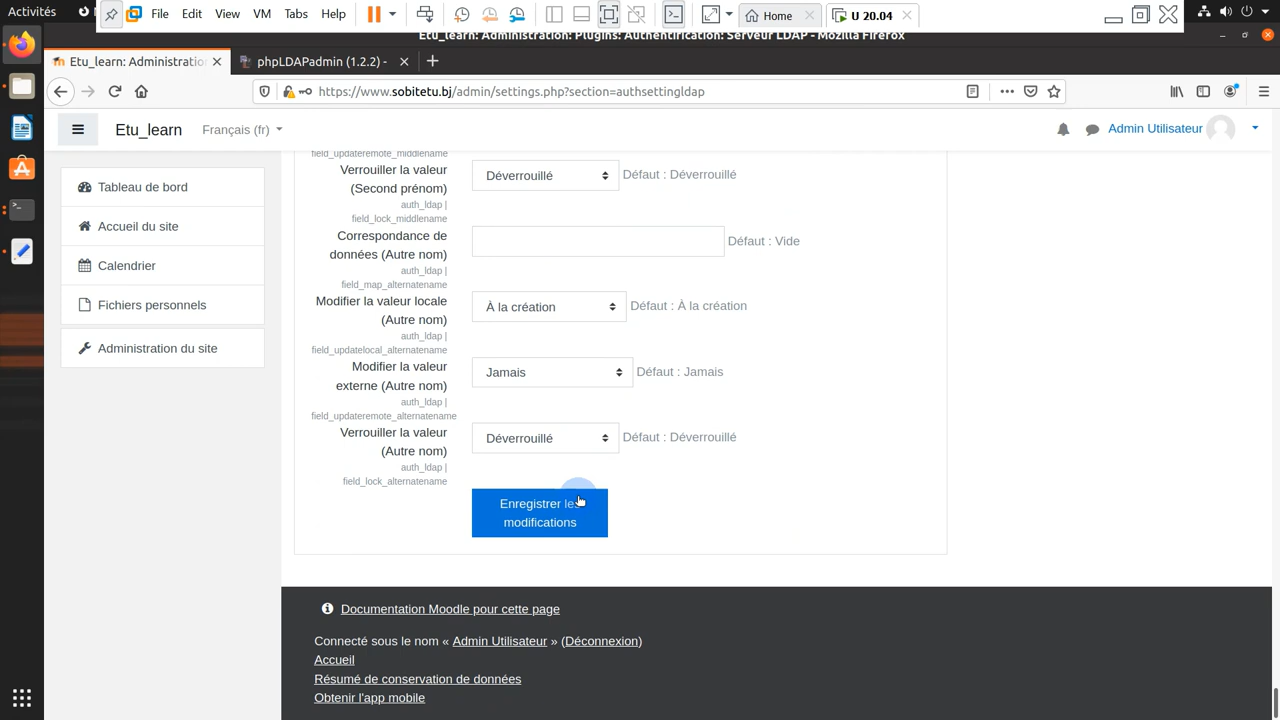 Activités
File Edit View VM Tabs Help
Home
U 20.04
Etu_learn: Administration: Plugins: Authentification: Serveur LDAP - Mozilla Firefox
Etu_learn: Administratio
phpLDAPadmin (1.2.2) -
https://www.sobitetu.bj/admin/settings.php?section=authsettingldap
Etu_learn
Français (fr)
Admin Utilisateur
Tableau de bord
Accueil du site
Calendrier
Fichiers personnels
Administration du site
field_updateremote_middlename
Verrouiller la valeur
(Second prénom)
auth_ldap |
field_lock_middlename
Déverrouillé
Défaut : Déverrouillé
Correspondance de
données (Autre nom)
auth_ldap |
field_map_alternatename
Défaut : Vide
Modifier la valeur locale
(Autre nom)
auth_ldap |
field_updatelocal_alternatename
À la création
Défaut : À la création
Modifier la valeur
externe (Autre nom)
auth_ldap |
field_updateremote_alternatename
Jamais
Défaut : Jamais
Verrouiller la valeur
(Autre nom)
auth_ldap |
field_lock_alternatename
Déverrouillé
Défaut : Déverrouillé
Enregistrer les
modifications
Documentation Moodle pour cette page
Connecté sous le nom « Admin Utilisateur » (Déconnexion)
Accueil
Résumé de conservation de données
Obtenir l'app mobile